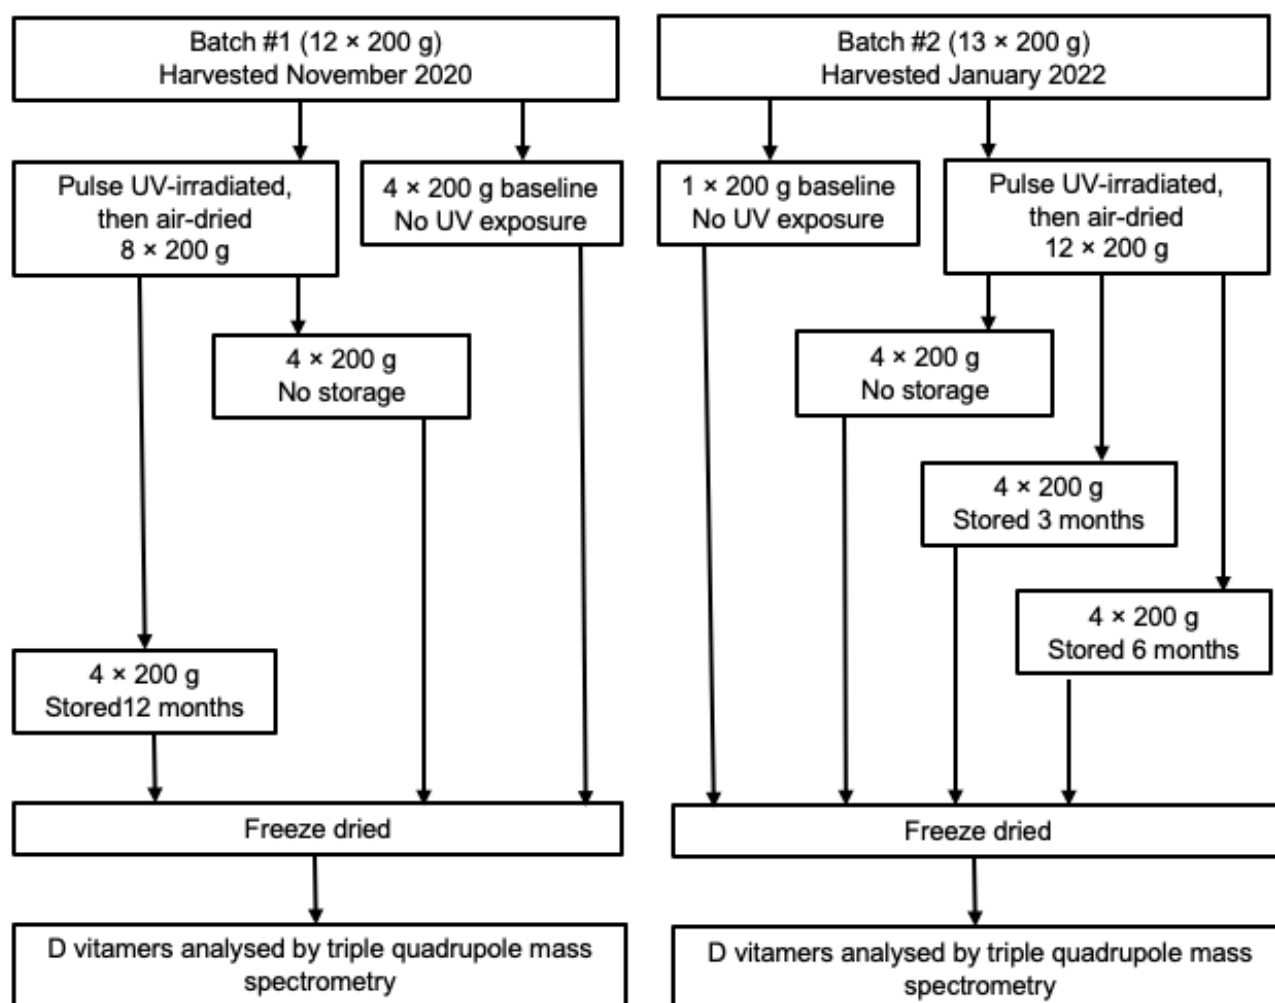 Batch #1 (12 × 200 g)
Harvested November 2020
Pulse UV-irradiated,
then air-dried
8 × 200 g
4 × 200 g baseline
No UV exposure
4 × 200 g
No storage
4 × 200 g
Stored12 months
Freeze dried
D vitamers analysed by triple quadrupole mass
spectrometry
Batch #2 (13 × 200 g)
Harvested January 2022
1 × 200 g baseline
No UV exposure
Pulse UV-irradiated,
then air-dried
12 × 200 g
4 × 200 g
No storage
4 × 200 g
Stored 3 months
4 × 200 g
Stored 6 months
Freeze dried
D vitamers analysed by triple quadrupole mass
spectrometry